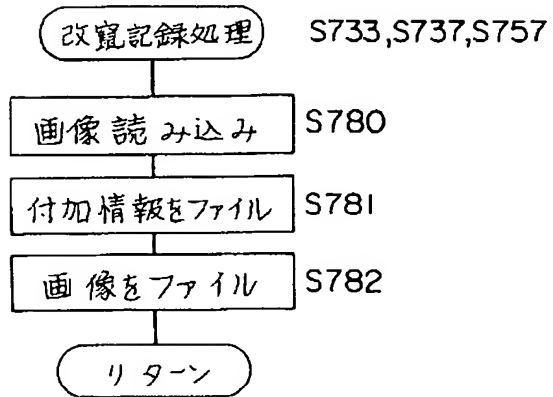 改竄記録処理 S733,S737,S757
画像読み込み S780
付加情報をファイル S781
画像をファイル S782
リターン